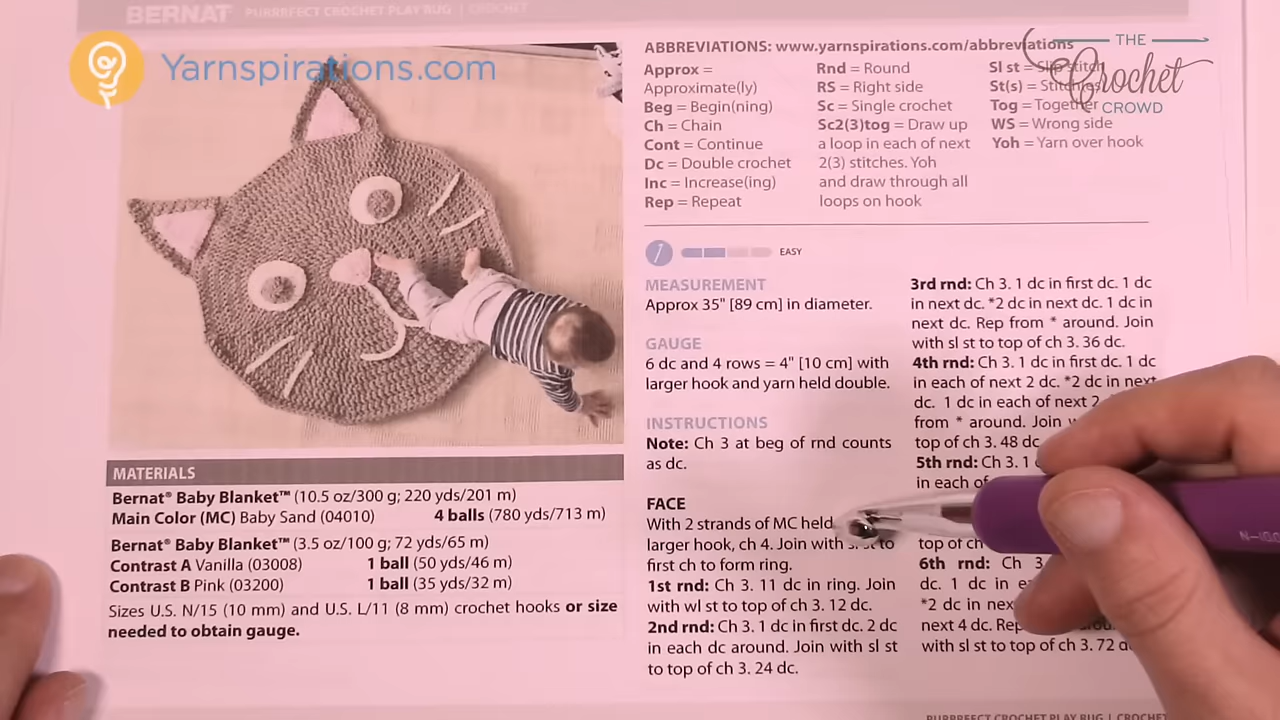 BERNAT PURRRFECT CROCHET PLAY RUG | CROCHET
Yarnspirations.com
THE
Crochet
CROWD
ABBREVIATIONS: www.yarnspirations.com/abbreviations
Approx =
Approximate(ly)
Beg = Begin(ning)
Ch = Chain
Cont = Continue
Dc = Double crochet
Inc = Increase(ing)
Rep = Repeat
Rnd = Round
RS = Right side
Sc = Single crochet
Sc2(3)tog = Draw up
a loop in each of next
2(3) stitches. Yoh
and draw through all
loops on hook
Sl st = Slip stitch
St(s) = Stitch(es)
Tog = Together
WS = Wrong side
Yoh = Yarn over hook
EASY
MATERIALS
Bernat® Baby Blanket™ (10.5 oz/300 g; 220 yds/201 m)
Main Color (MC) Baby Sand (04010) 4 balls (780 yds/713 m)
Bernat® Baby Blanket™ (3.5 oz/100 g; 72 yds/65 m)
Contrast A Vanilla (03008) 1 ball (50 yds/46 m)
Contrast B Pink (03200) 1 ball (35 yds/32 m)
Sizes U.S. N/15 (10 mm) and U.S. L/11 (8 mm) crochet hooks or size
needed to obtain gauge.
MEASUREMENT
Approx 35" [89 cm] in diameter.
GAUGE
6 dc and 4 rows = 4" [10 cm] with
larger hook and yarn held double.
INSTRUCTIONS
Note: Ch 3 at beg of rnd counts
as dc.
FACE
With 2 strands of MC held
larger hook, ch 4. Join with sl st to
first ch to form ring.
1st rnd: Ch 3. 11 dc in ring. Join
with wl st to top of ch 3. 12 dc.
2nd rnd: Ch 3. 1 dc in first dc. 2 dc
in each dc around. Join with sl st
to top of ch 3. 24 dc.
3rd rnd: Ch 3. 1 dc in first dc. 1 dc
in next dc. *2 dc in next dc. 1 dc in
next dc. Rep from * around. Join
with sl st to top of ch 3. 36 dc.
4th rnd: Ch 3. 1 dc in first dc. 1 dc
in each of next 2 dc. *2 dc in next
dc. 1 dc in each of next 2
from * around. Join
top of ch 3. 48 dc
5th rnd: Ch 3. 1
in each of
top of ch
6th rnd: Ch 3
dc. 1 dc in
*2 dc in
next 4 dc. Rep
with sl st to top of ch 3. 72
PURRRFECT CROCHET PLAY RUG | CROCHET